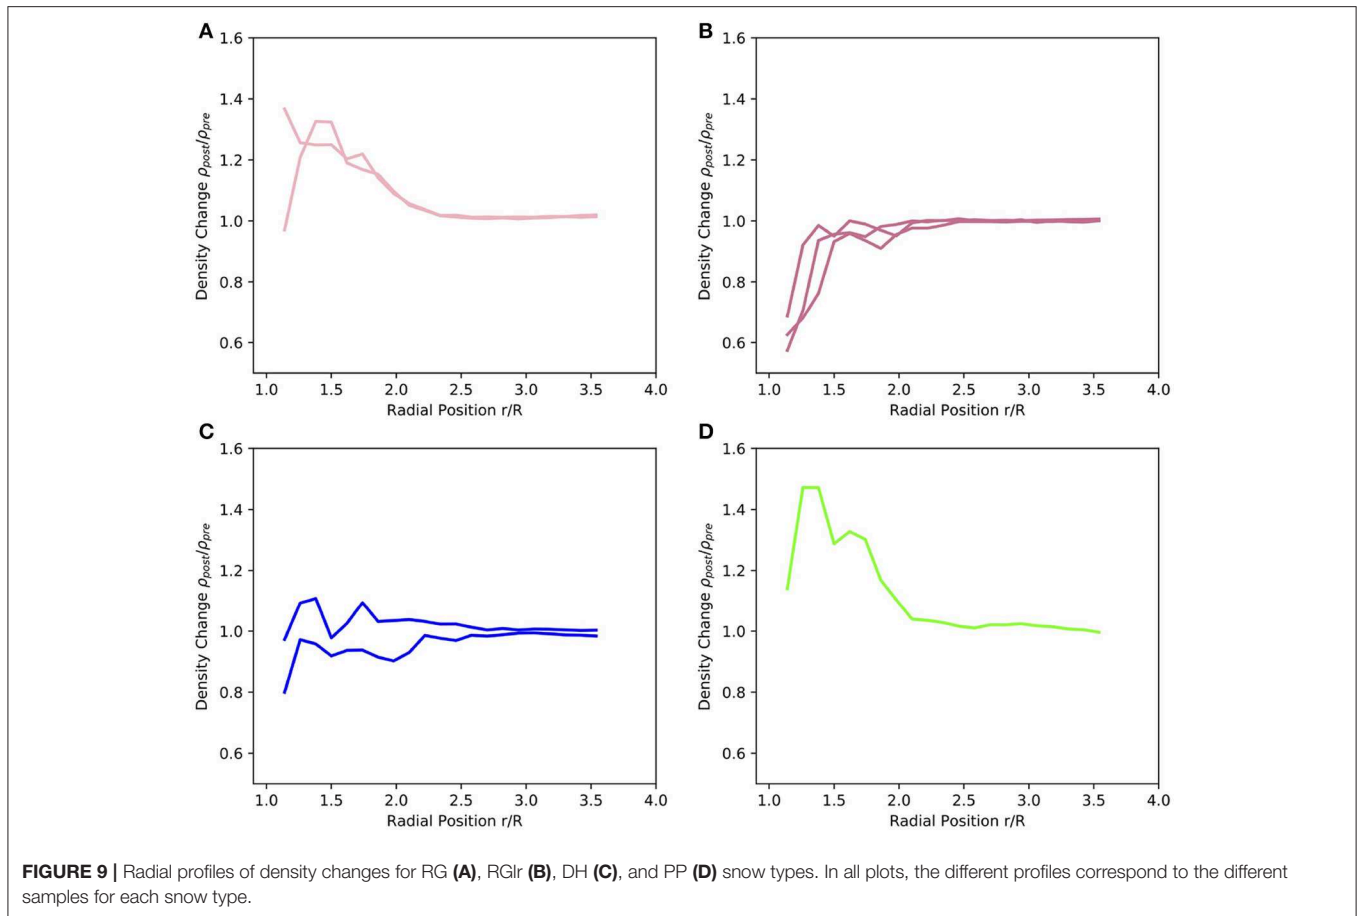 A
1.6
1.4
1.2
1.0
0.8
0.6
Density Change ρpost/ρpre
1.0 1.5 2.0 2.5 3.0 3.5 4.0
Radial Position r/R
B
1.6
1.4
1.2
1.0
0.8
0.6
Density Change ρpost/ρpre
1.0 1.5 2.0 2.5 3.0 3.5 4.0
Radial Position r/R
C
1.6
1.4
1.2
1.0
0.8
0.6
Density Change ρpost/ρpre
1.0 1.5 2.0 2.5 3.0 3.5 4.0
Radial Position r/R
D
1.6
1.4
1.2
1.0
0.8
0.6
Density Change ρpost/ρpre
1.0 1.5 2.0 2.5 3.0 3.5 4.0
Radial Position r/R
FIGURE 9 | Radial profiles of density changes for RG (A), RGlr (B), DH (C), and PP (D) snow types. In all plots, the different profiles correspond to the different
samples for each snow type.